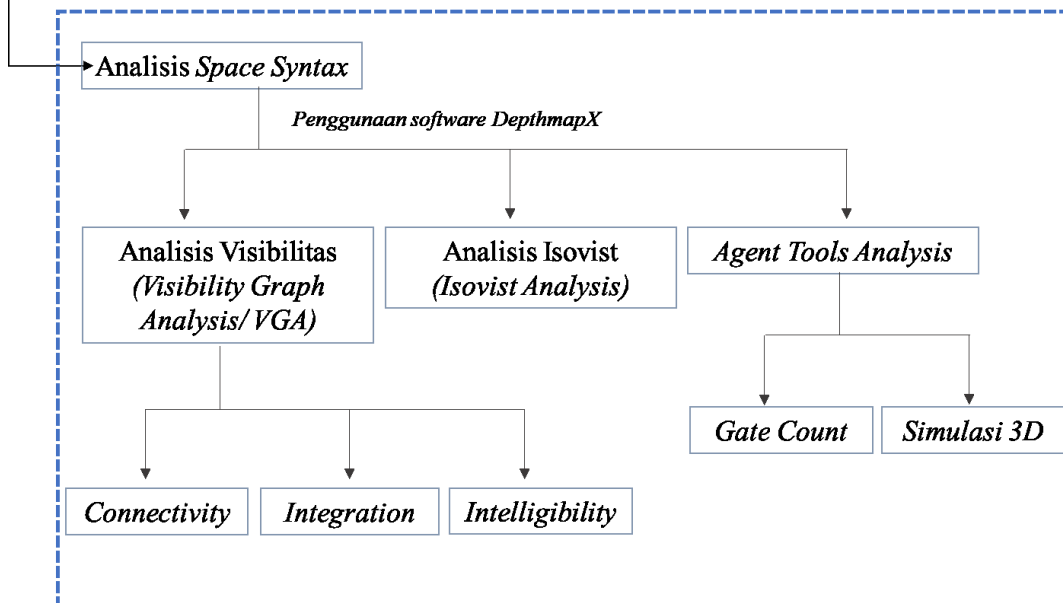 Analisis Space Syntax
Penggunaan software DepthmapX
Analisis Visibilitas
(Visibility Graph
Analysis/ VGA)
Analisis Isovist
(Isovist Analysis)
Agent Tools Analysis
Gate Count
Simulasi 3D
Connectivity
Integration
Intelligibility